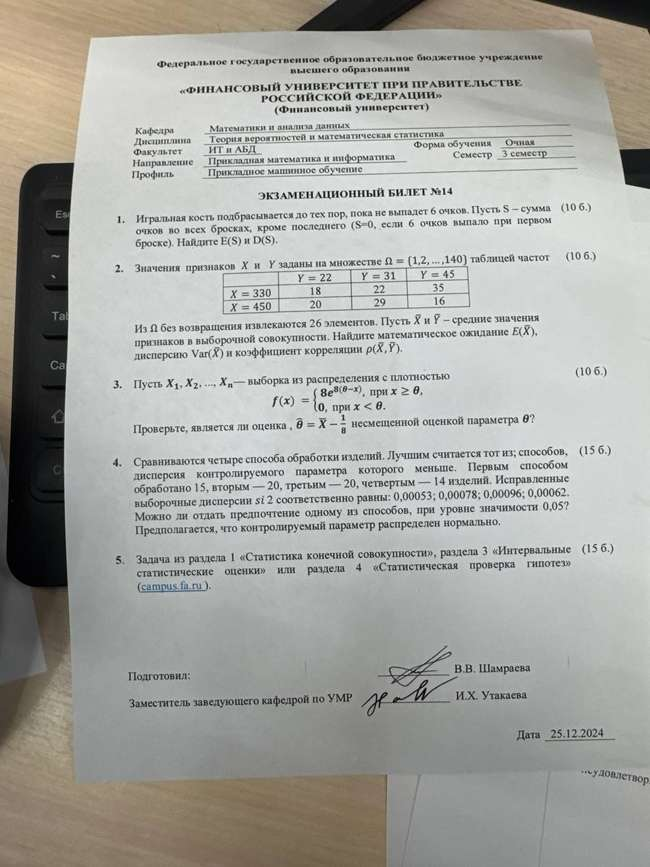 Федеральное государственное образовательное бюджетное учреждение
высшего образования
«ФИНАНСОВЫЙ УНИВЕРСИТЕТ ПРИ ПРАВИТЕЛЬСТВЕ
РОССИЙСКОЙ ФЕДЕРАЦИИ»
(Финансовый университет)
Кафедра Математики и анализа данных
Дисциплина Теория вероятностей и математическая статистика
Факультет ИТ и АБД Форма обучения Очная
Направление Прикладная математика и информатика Семестр 3 семестр
Профиль Прикладное машинное обучение
ЭКЗАМЕНАЦИОННЫЙ БИЛЕТ №14
1. Игральная кость подбрасывается до тех пор, пока не выпадет 6 очков. Пусть S – сумма (10 б.)
очков во всех бросках, кроме последнего (S=0, если 6 очков выпало при первом
броске). Найдите E(S) и D(S).
2. Значения признаков X и Y заданы на множестве Ω = {1,2, …,140} таблицей частот (10 б.)
Y = 22 Y = 31 Y = 45
X = 330 18 22 35
X = 450 20 29 16
Из Ω без возвращения извлекаются 26 элементов. Пусть X̄ и Ȳ – средние значения
признаков в выборочной совокупности. Найдите математическое ожидание E(X̄),
дисперсию Var(X̄) и коэффициент корреляции ρ(X̄, Ȳ).
3. Пусть X₁, X₂, ..., Xₙ— выборка из распределения с плотностью (10 б.)
f(x) = {8e^{8(θ−x)}, при x ≥ θ,
0, при x < θ.
Проверьте, является ли оценка , θ̂ = X̄ − 1/8 несмещенной оценкой параметра θ?
4. Сравниваются четыре способа обработки изделий. Лучшим считается тот из; способов, (15 б.)
дисперсия контролируемого параметра которого меньше. Первым способом
обработано 15, вторым — 20, третьим — 20, четвертым — 14 изделий. Исправленные
выборочные дисперсии si 2 соответственно равны: 0,00053; 0,00078; 0,00096; 0,00062.
Можно ли отдать предпочтение одному из способов, при уровне значимости 0,05?
Предполагается, что контролируемый параметр распределен нормально.
5. Задача из раздела 1 «Статистика конечной совокупности», раздела 3 «Интервальные (15 б.)
статистические оценки» или раздела 4 «Статистическая проверка гипотез»
(campus.fa.ru ).
Подготовил: В.В. Шамраева
Заместитель заведующего кафедрой по УМР И.Х. Утакаева
Дата 25.12.2024